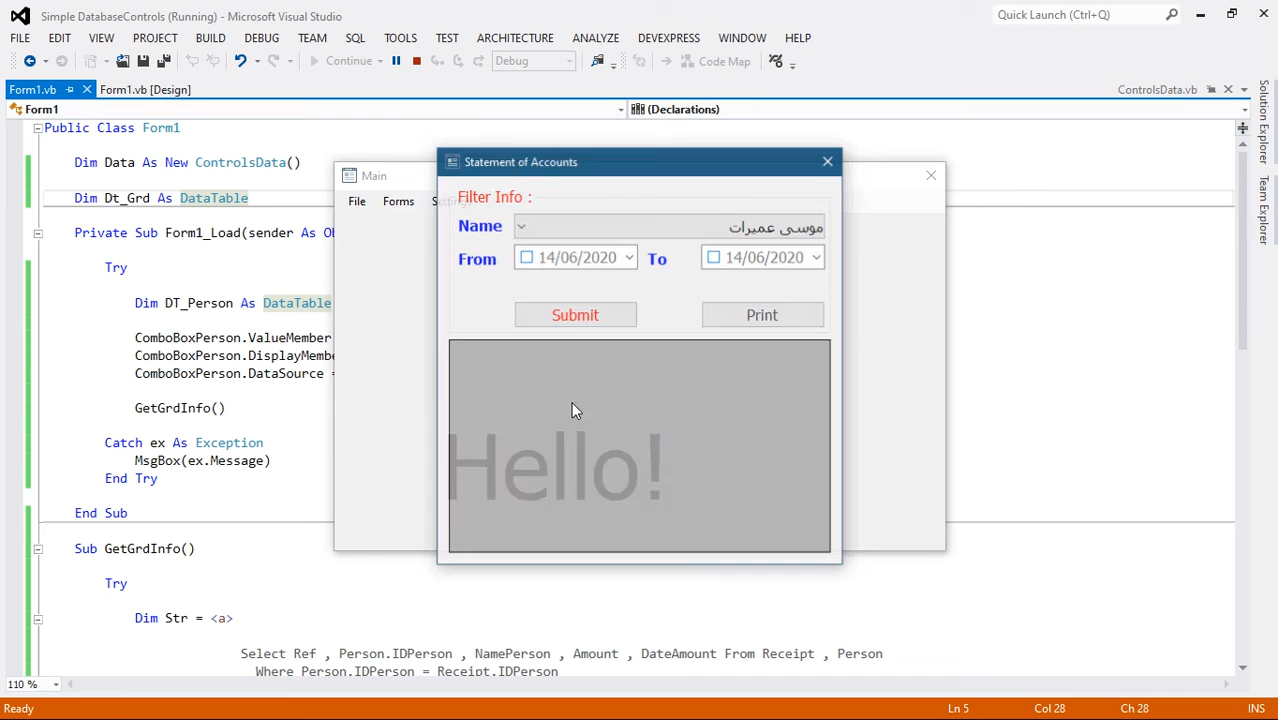 Simple DatabaseControls (Running) - Microsoft Visual Studio
Quick Launch (Ctrl+Q)
FILE EDIT VIEW PROJECT BUILD DEBUG TEAM SQL TOOLS TEST ARCHITECTURE ANALYZE DEVEXPRESS WINDOW HELP
Continue Debug Code Map
Form1.vb Form1.vb [Design] ControlsData.vb
Form1 (Declarations)
Public Class Form1
Dim Data As New ControlsData()
Dim Dt_Grd As DataTable
Private Sub Form1_Load(sender As Ob
Try
Dim DT_Person As DataTable
ComboBoxPerson.ValueMember
ComboBoxPerson.DisplayMemb
ComboBoxPerson.DataSource =
GetGrdInfo()
Catch ex As Exception
MsgBox(ex.Message)
End Try
End Sub
Sub GetGrdInfo()
Try
Dim Str = <a>
Select Ref , Person.IDPerson , NamePerson , Amount , DateAmount From Receipt , Person
Where Person.IDPerson = Receipt.IDPerson
Main
File Forms
Statement of Accounts
Filter Info :
Name موسى عميرات
From 14/06/2020 To 14/06/2020
Submit Print
Hello!
Solution Explorer
Team Explorer
110 %
Ready Ln 5 Col 28 Ch 28 INS